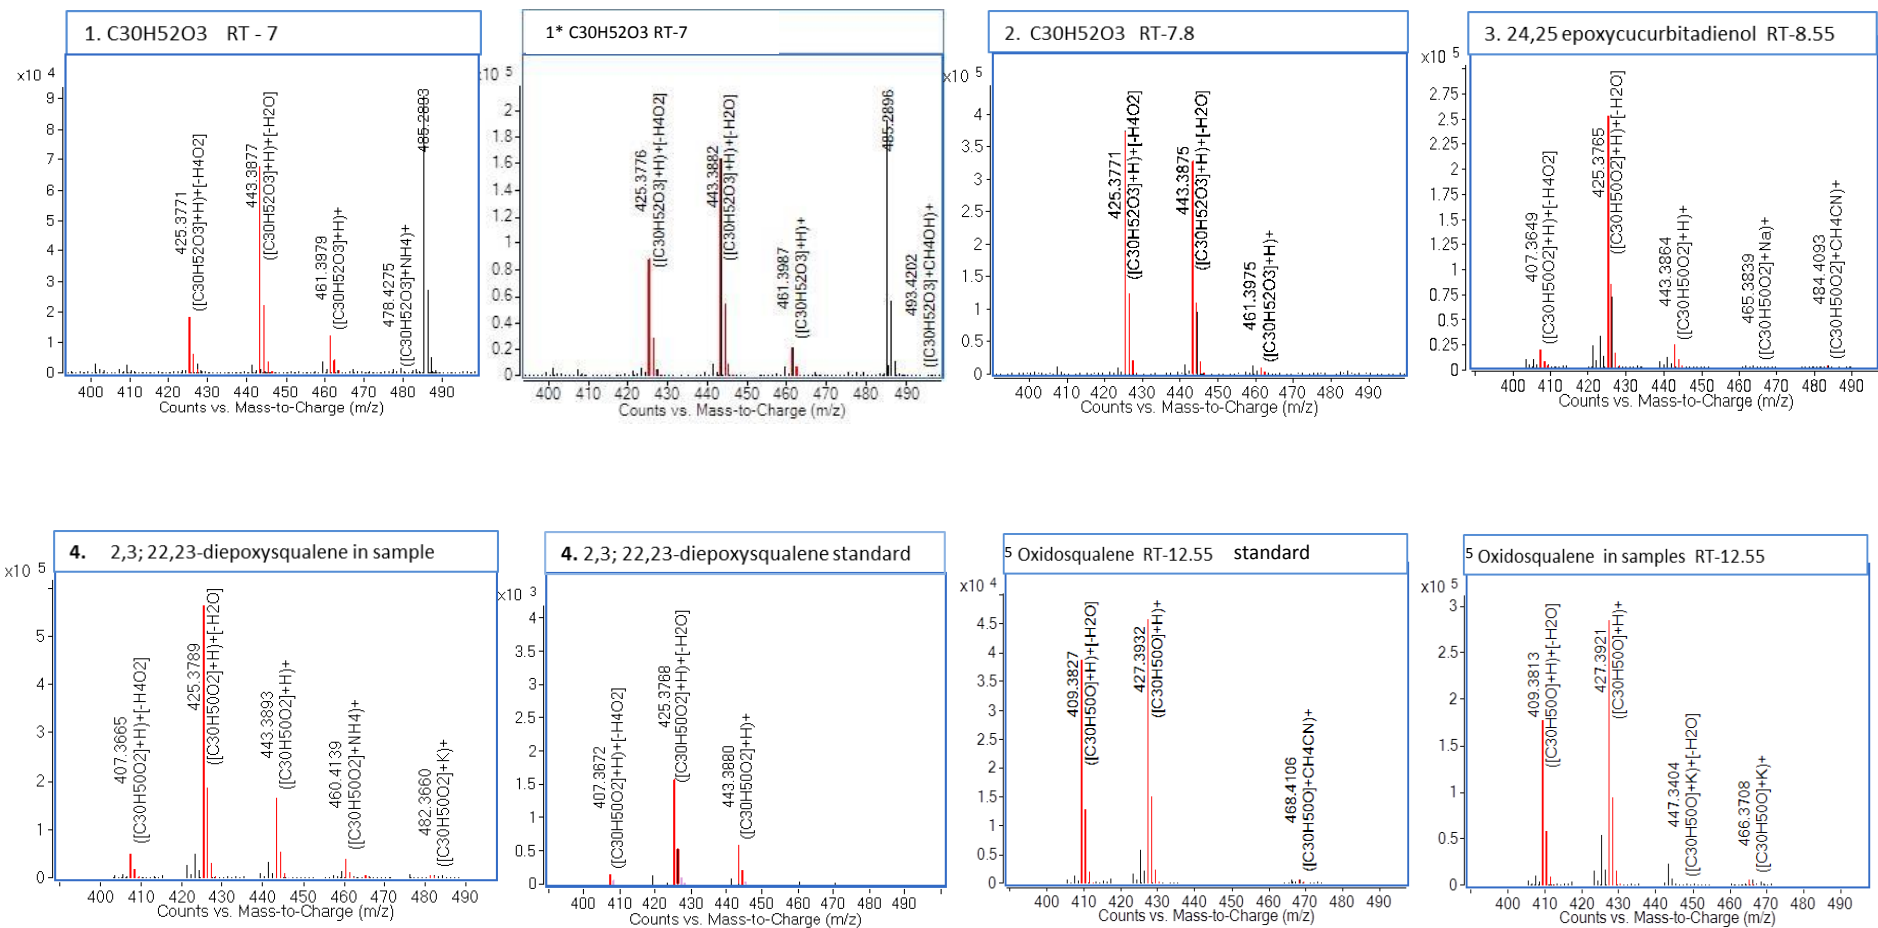 1. C30H52O3 RT - 7
x10 4
9
8
7
6
5
4
3
2
1
0
425.3771
([C30H52O3]+H)+[-H4O2]
443.3877
([C30H52O3]+H)+[-H2O]
461.3979
([C30H52O3]+H)+
478.4275
([C30H52O3]+NH4)+
485.2893
400 410 420 430 440 450 460 470 480 490
Counts vs. Mass-to-Charge (m/z)
1* C30H52O3 RT-7
x10 5
2
1.8
1.6
1.4
1.2
1
0.8
0.6
0.4
0.2
0
425.3776
([C30H52O3]+H)+[-H4O2]
443.3882
([C30H52O3]+H)+[-H2O]
461.3987
([C30H52O3]+H)+
485.2896
493.4202
([C30H52O3]+CH4OH)+
400 410 420 430 440 450 460 470 480 490
Counts vs. Mass-to-Charge (m/z)
2. C30H52O3 RT-7.8
x10 5
4
3.5
3
2.5
2
1.5
1
0.5
0
425.3771
([C30H52O3]+H)+[-H4O2]
443.3875
([C30H52O3]+H)+[-H2O]
461.3975
([C30H52O3]+H)+
400 410 420 430 440 450 460 470 480 490
Counts vs. Mass-to-Charge (m/z)
3. 24,25 epoxycucurbitadienol RT-8.55
x10 5
2.75
2.5
2.25
2
1.75
1.5
1.25
1
0.75
0.5
0.25
0
407.3649
([C30H50O2]+H)+[-H4O2]
425.3765
([C30H50O2]+H)+[-H2O]
443.3864
([C30H50O2]+H)+
465.3839
([C30H50O2]+Na)+
484.4093
([C30H50O2]+CH4CN)+
400 410 420 430 440 450 460 470 480 490
Counts vs. Mass-to-Charge (m/z)
4. 2,3; 22,23-diepoxysqualene in sample
x10 5
5
4
3
2
1
0
407.3665
([C30H50O2]+H)+[-H4O2]
425.3789
([C30H50O2]+H)+[-H2O]
443.3893
([C30H50O2]+H)+
460.4139
([C30H50O2]+NH4)+
482.3660
([C30H50O2]+K)+
400 410 420 430 440 450 460 470 480 490
Counts vs. Mass-to-Charge (m/z)
4. 2,3; 22,23-diepoxysqualene standard
x10 3
4
3.5
3
2.5
2
1.5
1
0.5
0
407.3672
([C30H50O2]+H)+[-H4O2]
425.3768
([C30H50O2]+H)+[-H2O]
443.3880
([C30H50O2]+H)+
400 410 420 430 440 450 460 470 480 490
Counts vs. Mass-to-Charge (m/z)
5 Oxidosqualene RT-12.55 standard
x10 4
4.5
4
3.5
3
2.5
2
1.5
1
0.5
0
409.3827
([C30H50O]+H)+[-H2O]
427.3932
([C30H50O]+H)+
468.4106
([C30H50O]+CH4CN)+
400 410 420 430 440 450 460 470 480 490
Counts vs. Mass-to-Charge (m/z)
5 Oxidosqualene in samples RT-12.55
x10 5
3
2.5
2
1.5
1
0.5
0
409.3813
([C30H50O]+H)+[-H2O]
427.3921
([C30H50O]+H)+
447.3404
([C30H50O]+K)+[-H2O]
466.3708
([C30H50O]+K)+
400 410 420 430 440 450 460 470 480 490
Counts vs. Mass-to-Charge (m/z)